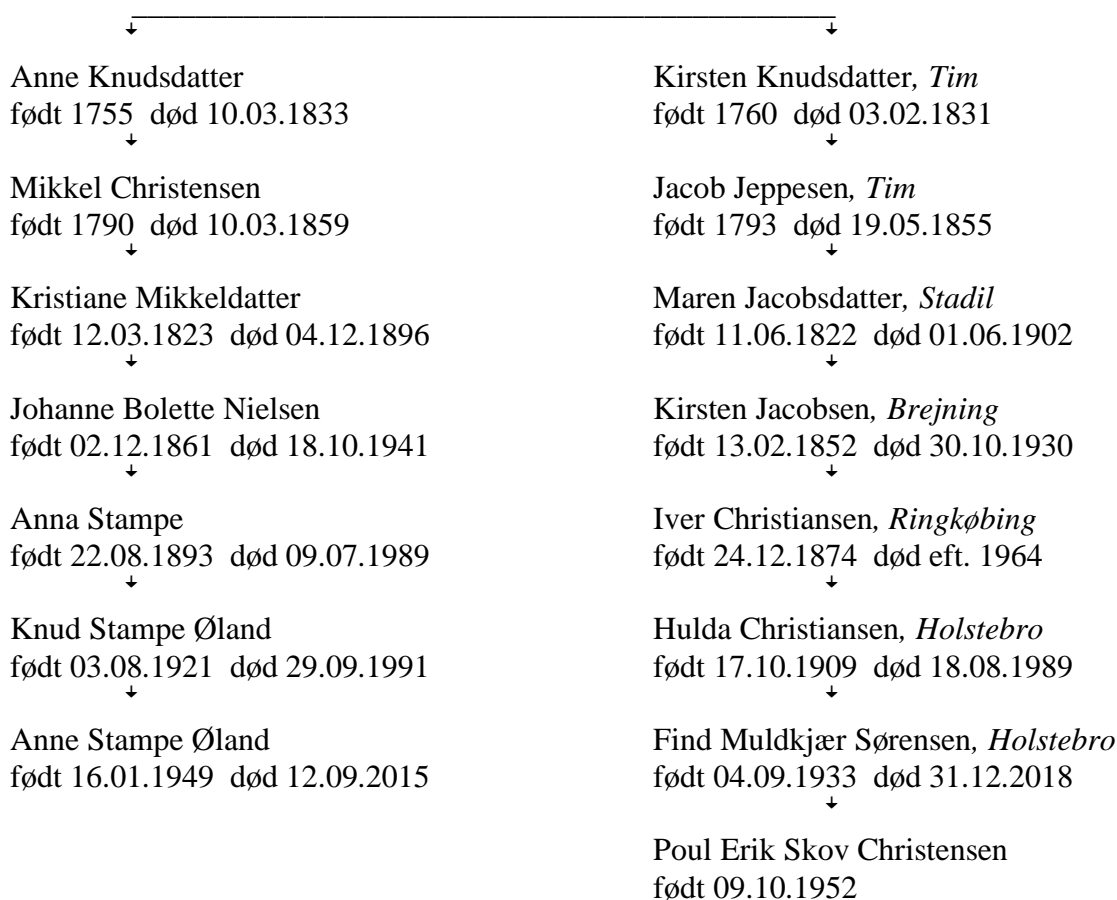 Anne Knudsdatter
født 1755 død 10.03.1833
Mikkel Christensen
født 1790 død 10.03.1859
Kristiane Mikkeldatter
født 12.03.1823 død 04.12.1896
Johanne Bolette Nielsen
født 02.12.1861 død 18.10.1941
Anna Stampe
født 22.08.1893 død 09.07.1989
Knud Stampe Øland
født 03.08.1921 død 29.09.1991
Anne Stampe Øland
født 16.01.1949 død 12.09.2015
Kirsten Knudsdatter, Tim
født 1760 død 03.02.1831
Jacob Jeppesen, Tim
født 1793 død 19.05.1855
Maren Jacobsdatter, Stadil
født 11.06.1822 død 01.06.1902
Kirsten Jacobsen, Brejning
født 13.02.1852 død 30.10.1930
Iver Christiansen, Ringkøbing
født 24.12.1874 død eft. 1964
Hulda Christiansen, Holstebro
født 17.10.1909 død 18.08.1989
Find Muldkjær Sørensen, Holstebro
født 04.09.1933 død 31.12.2018
Poul Erik Skov Christensen
født 09.10.1952